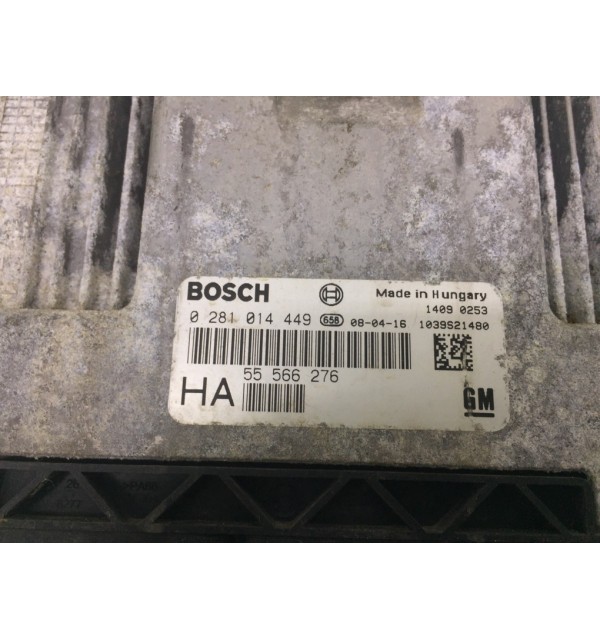 BOSCH Made in Hungary
1409 0253
0 281 014 449 65B 08-04-16 1039S21480
55 566 276
HA
GM